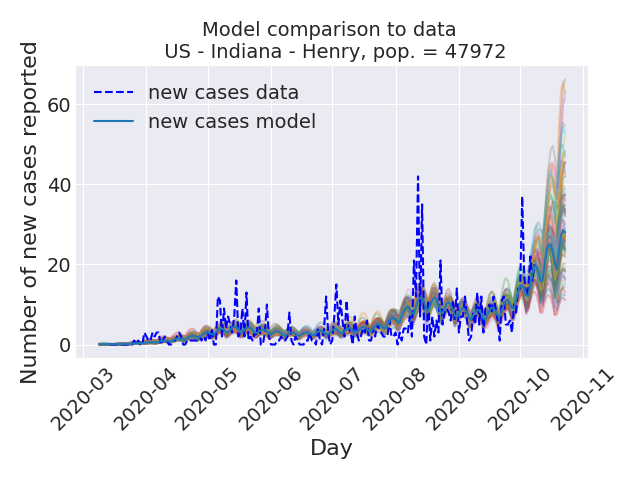 Model comparison to data
US - Indiana - Henry, pop. = 47972
Number of new cases reported
60
40
20
0
new cases data
new cases model
2020-03
2020-04
2020-05
2020-06
2020-07
2020-08
2020-09
2020-10
2020-11
Day